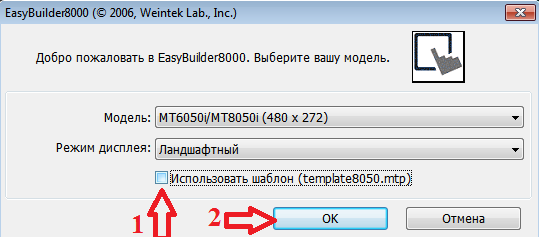 EasyBuilder8000 (© 2006, Weintek Lab., Inc.)
Добро пожаловать в EasyBuilder8000. Выберите вашу модель.
Модель: MT6050i/MT8050i (480 x 272)
Режим дисплея: Ландшафтный
Использовать шаблон (template8050.mtp)
1 2 OK Отмена